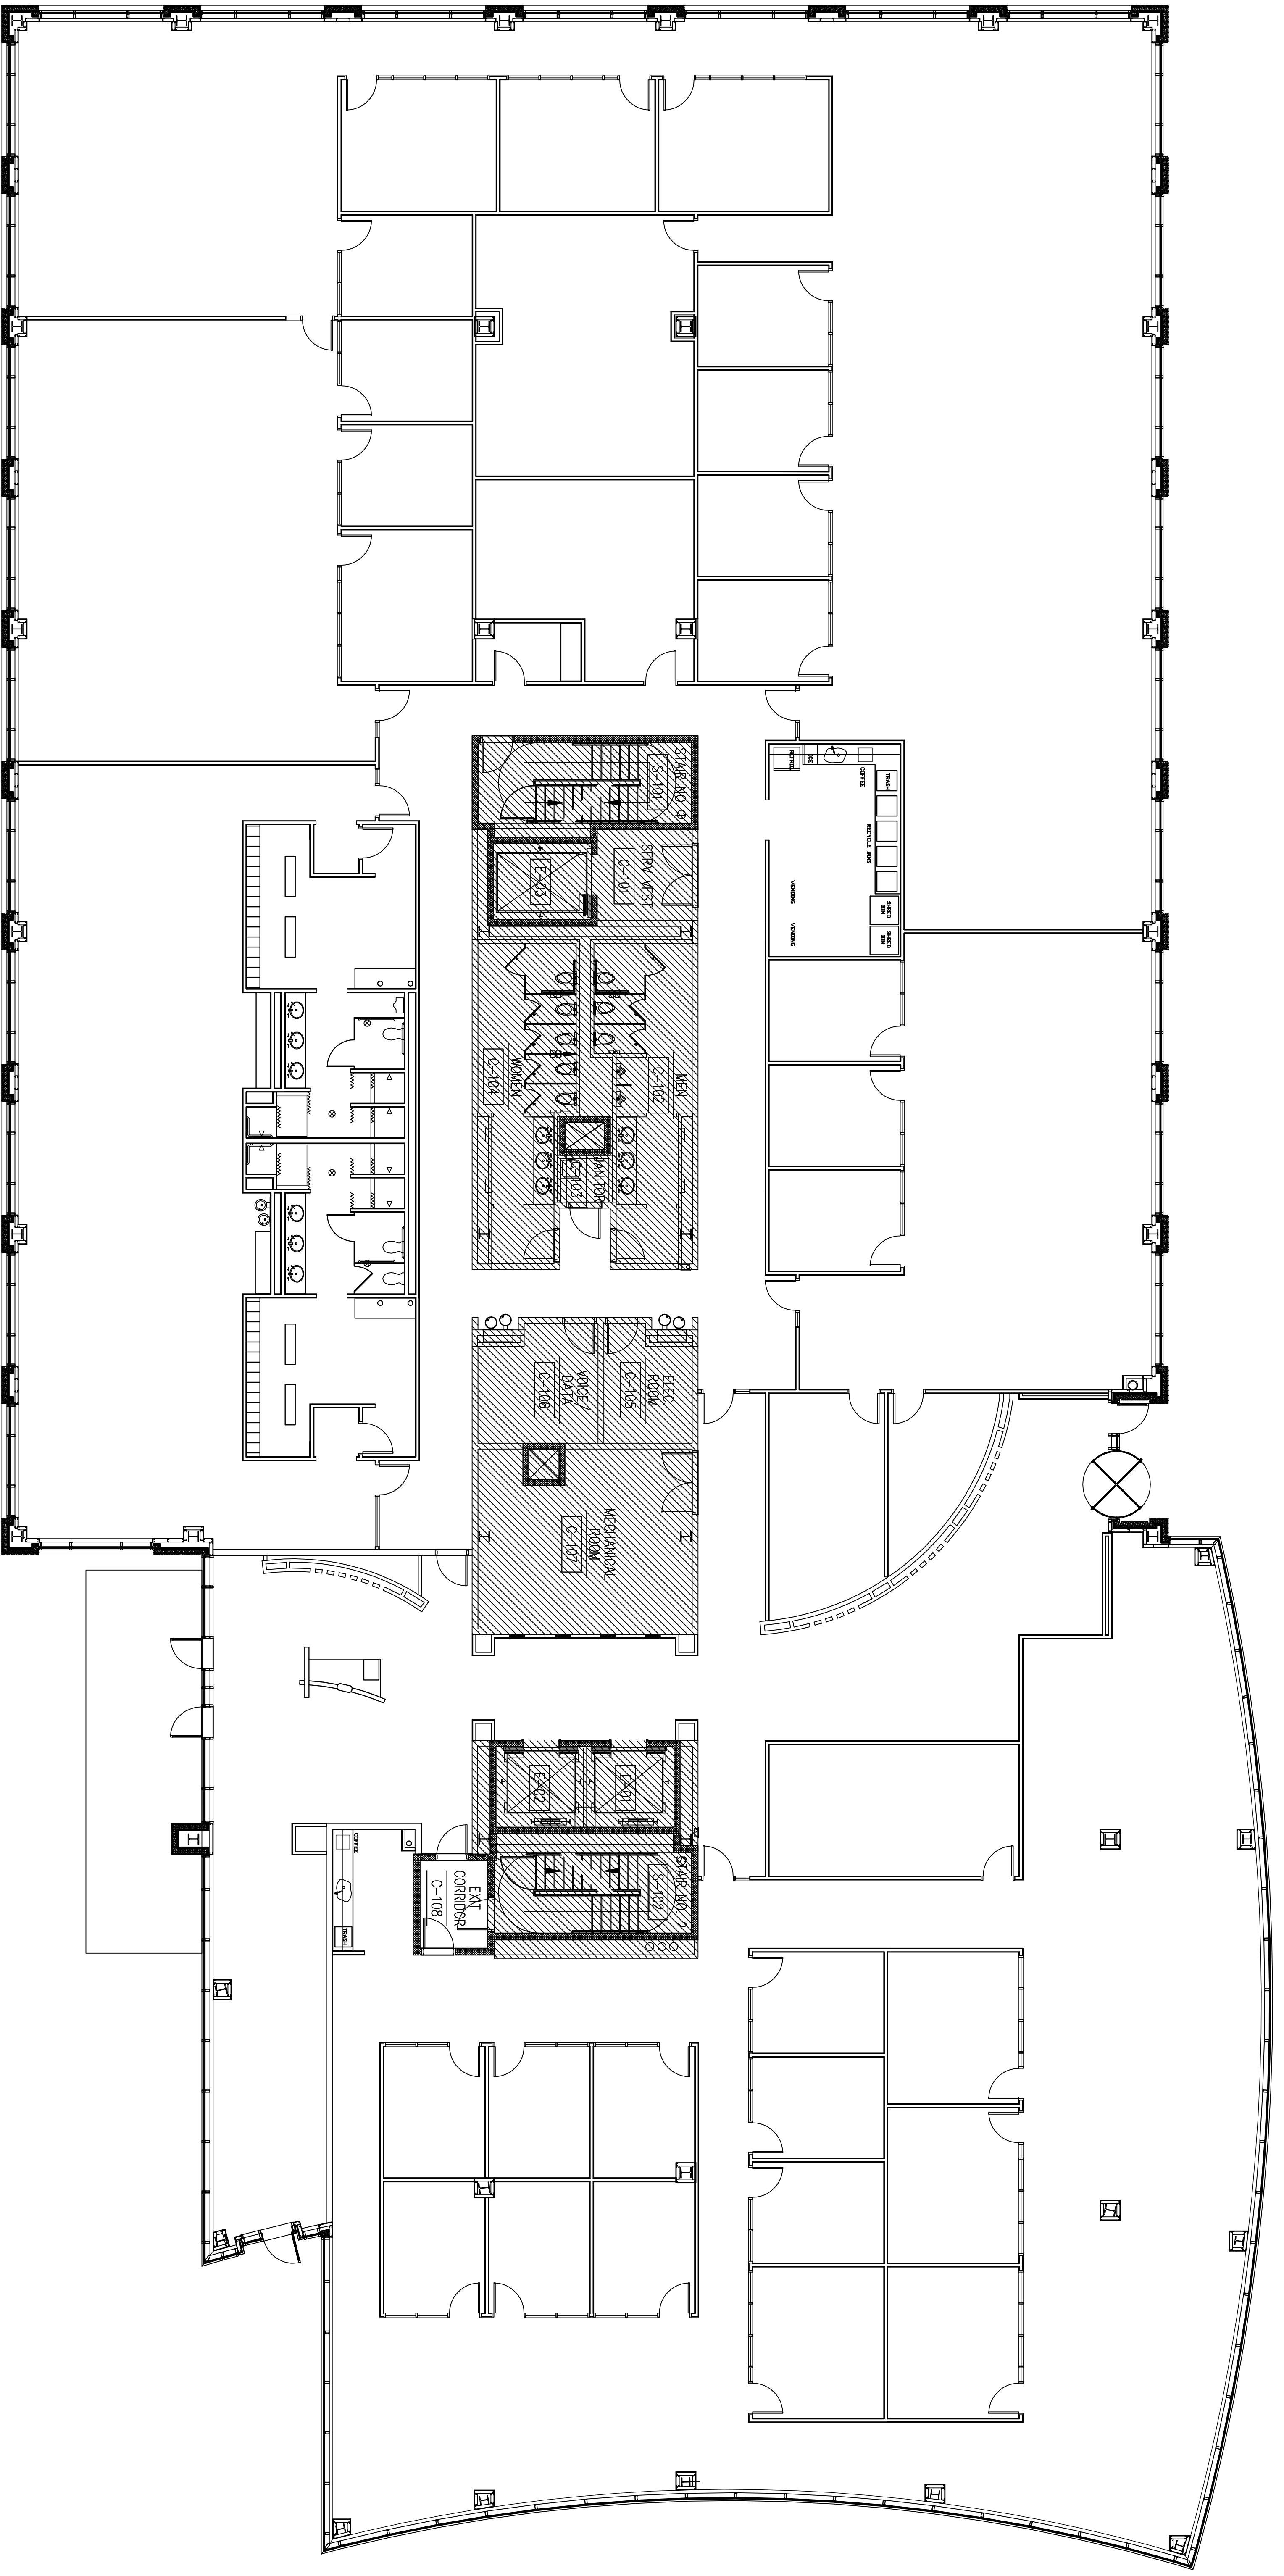 STAIR NO. 1
S-101
SERV. VEST.
C-101
E-03
REFRIG.
ICE
COFFEE
TRASH
RECYCLE BINS
VENDING
VENDING
SHRED
BIN
SHRED
BIN
MEN
C-102
WOMEN
C-104
JANITOR
C-103
ELEC.
ROOM
C-105
VOICE/
DATA
C-106
MECHANICAL
ROOM
C-107
E-01
E-02
STAIR NO. 2
S-102
EXIT
CORRIDOR
C-108
COFFEE
TRASH